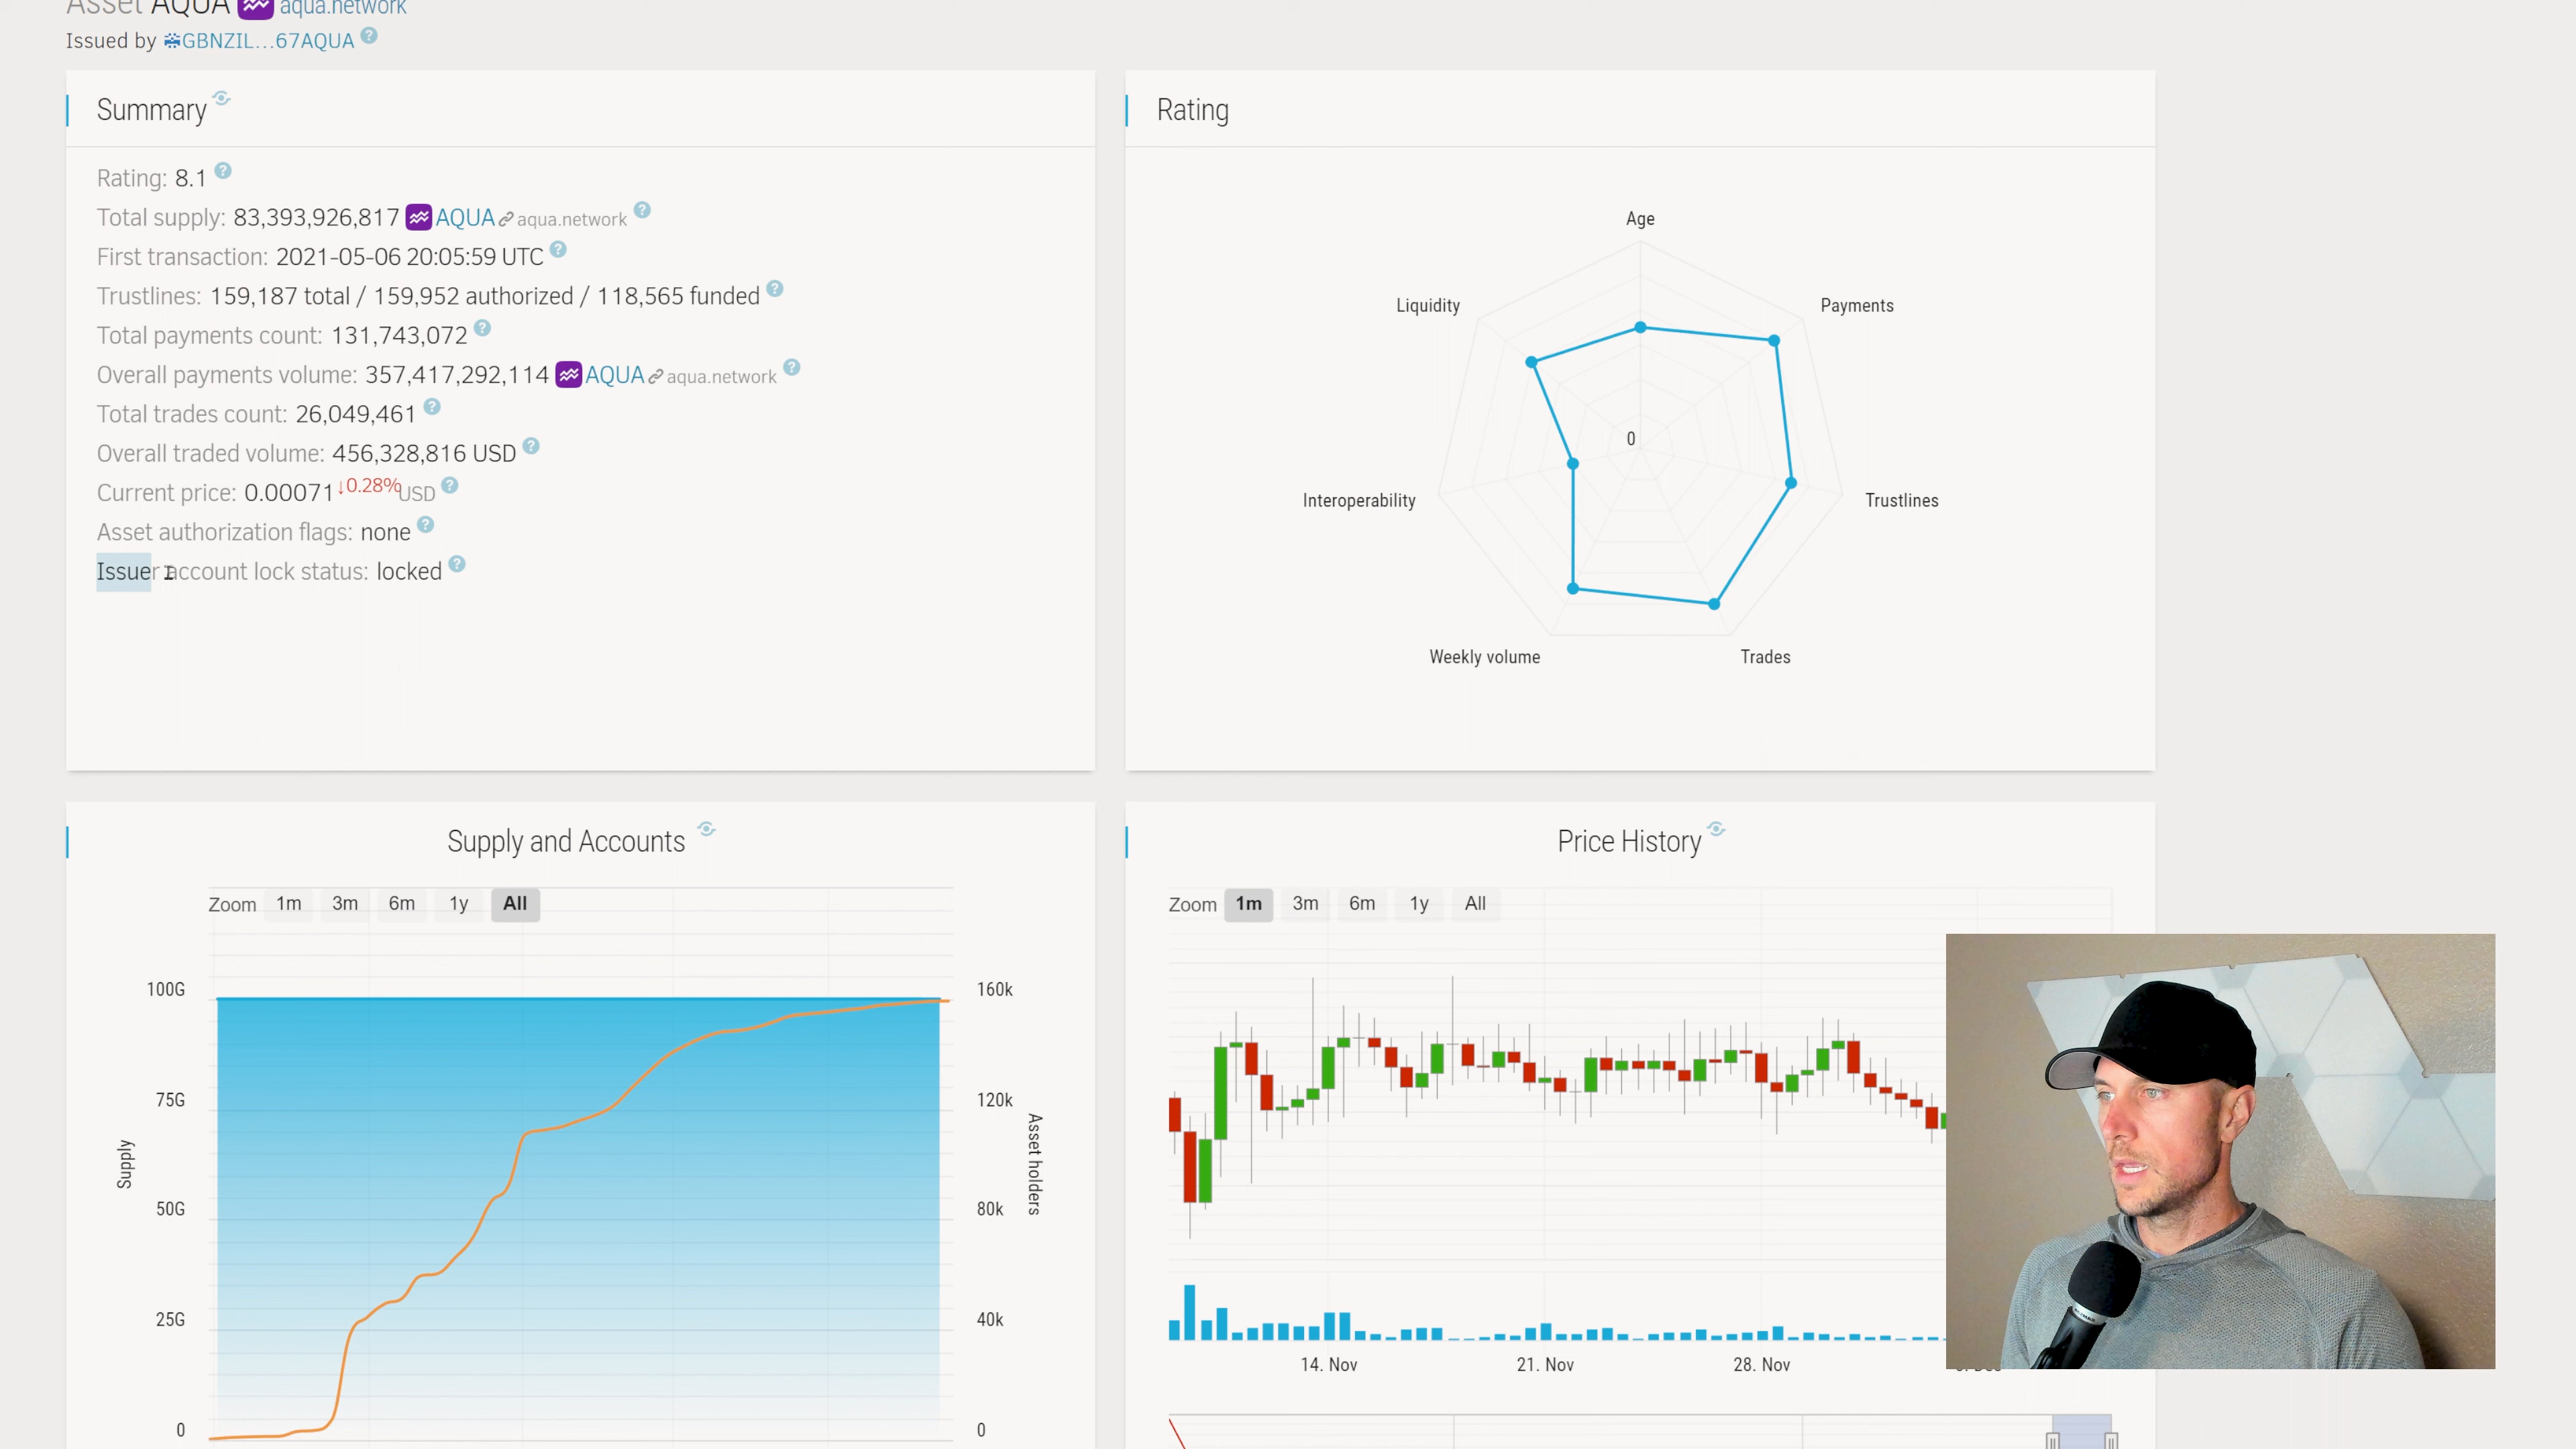 Asset AQUA aqua.network
Issued by GBNZIL...67AQUA
Summary
Rating: 8.1
Total supply: 83,393,926,817 AQUA aqua.network
First transaction: 2021-05-06 20:05:59 UTC
Trustlines: 159,187 total / 159,952 authorized / 118,565 funded
Total payments count: 131,743,072
Overall payments volume: 357,417,292,114 AQUA aqua.network
Total trades count: 26,049,461
Overall traded volume: 456,328,816 USD
Current price: 0.00071 ↓0.28% USD
Asset authorization flags: none
Issuer account lock status: locked
Rating
Age
Liquidity
Payments
0
Interoperability
Trustlines
Weekly volume
Trades
Supply and Accounts
Zoom 1m 3m 6m 1y All
100G
75G
50G
25G
0
Supply
160k
120k
80k
40k
0
Asset holders
Price History
Zoom 1m 3m 6m 1y All
14. Nov
21. Nov
28. Nov